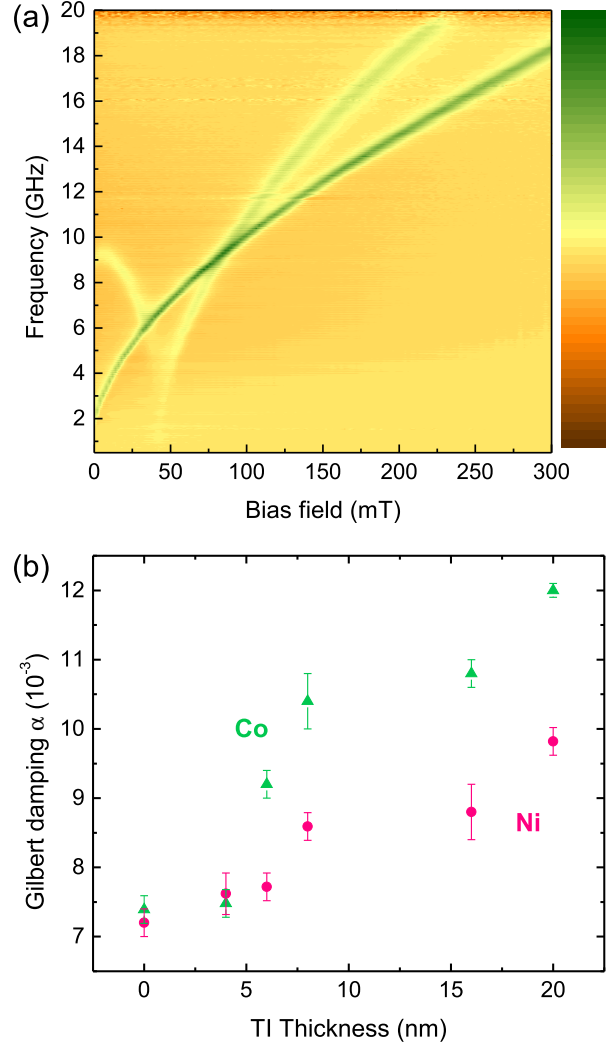 (a)
20
18
16
14
12
10
8
6
4
2
Frequency (GHz)
0 50 100 150 200 250 300
Bias field (mT)
(b)
12
11
10
9
8
7
Gilbert damping α (10⁻³)
Co
Ni
0 5 10 15 20
TI Thickness (nm)